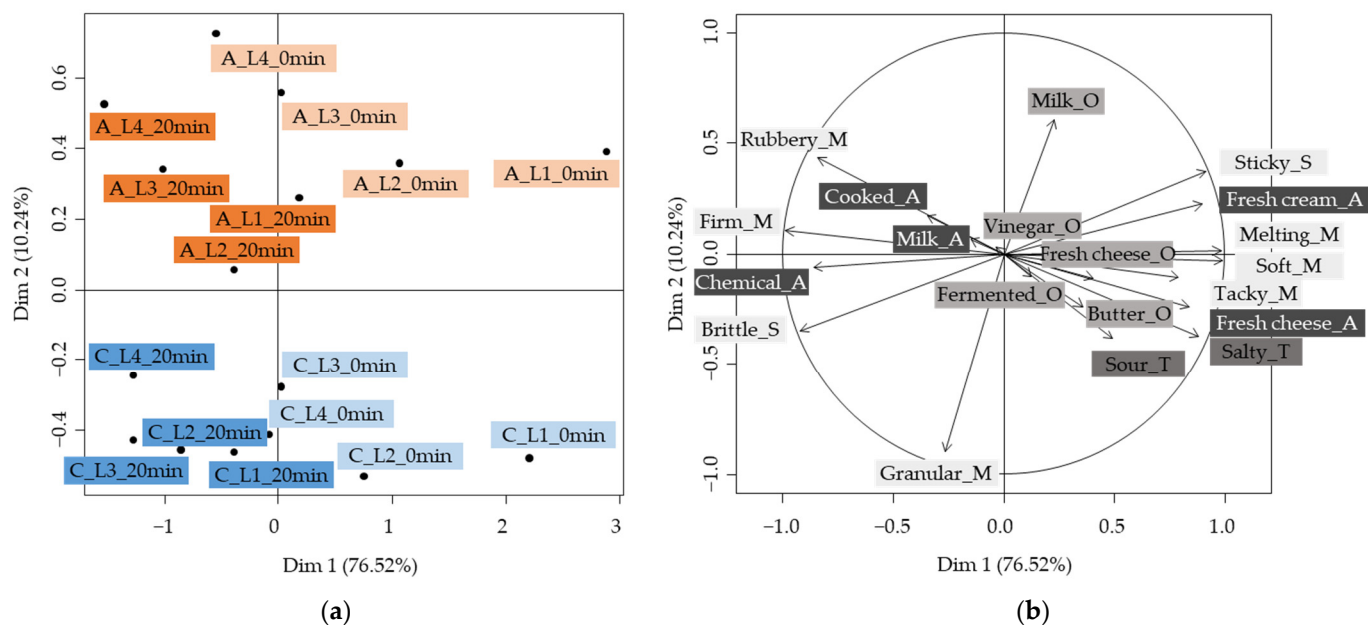 A_L4_0min
A_L4_20min
A_L3_0min
A_L3_20min
A_L2_0min
A_L1_0min
A_L1_20min
A_L2_20min
C_L4_20min
C_L3_0min
C_L4_0min
C_L2_20min
C_L1_0min
C_L2_0min
C_L3_20min
C_L1_20min
0.6
0.4
0.2
0.0
−0.2
−0.4
Dim 2 (10.24%)
−1
0
1
2
3
Dim 1 (76.52%)
(a)
Milk_O
Rubbery_M
Sticky_S
Cooked_A
Fresh cream_A
Firm_M
Vinegar_O
Milk_A
Melting_M
Fresh cheese_O
Soft_M
Chemical_A
Fermented_O
Tacky_M
Butter_O
Fresh cheese_A
Brittle_S
Salty_T
Sour_T
Granular_M
1.0
0.5
0.0
−0.5
−1.0
Dim 2 (10.24%)
−1.0
−0.5
0.0
0.5
1.0
Dim 1 (76.52%)
(b)